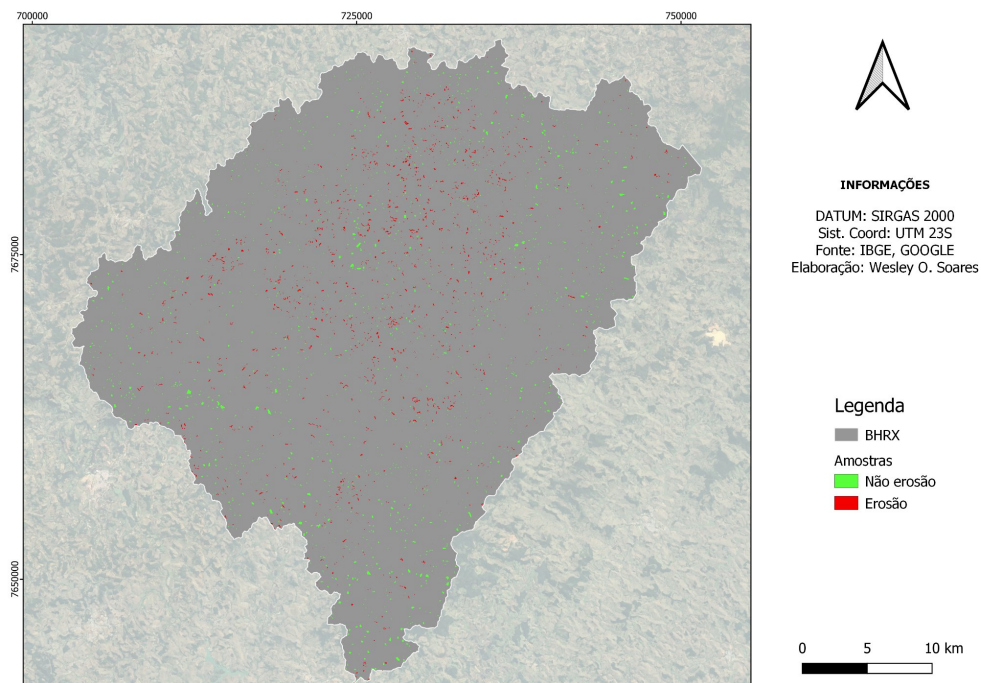 700000
725000
750000
7675000
7650000
INFORMAÇÕES
DATUM: SIRGAS 2000
Sist. Coord: UTM 23S
Fonte: IBGE, GOOGLE
Elaboração: Wesley O. Soares
Legenda
BHRX
Amostras
Não erosão
Erosão
0 5 10 km